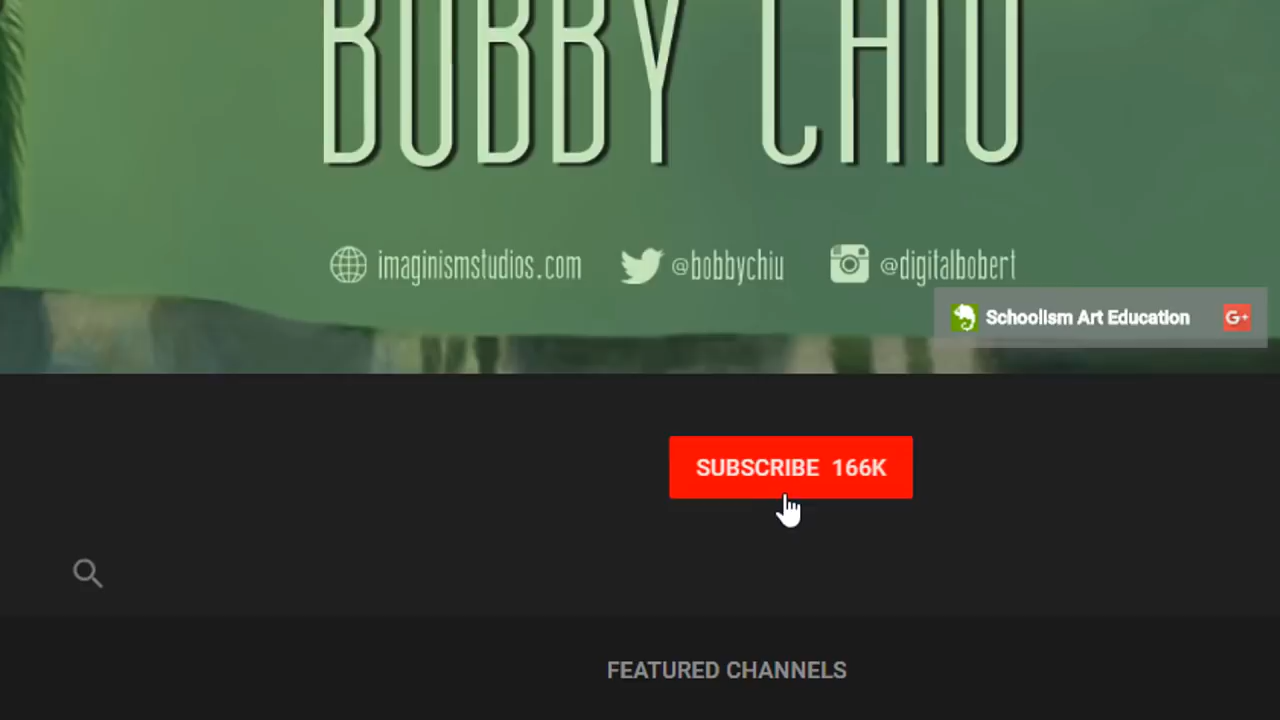 BOBBY CHIU
imaginismstudios.com @bobbychiu @digitalbobert
Schoolism Art Education G+
SUBSCRIBE 166K
FEATURED CHANNELS